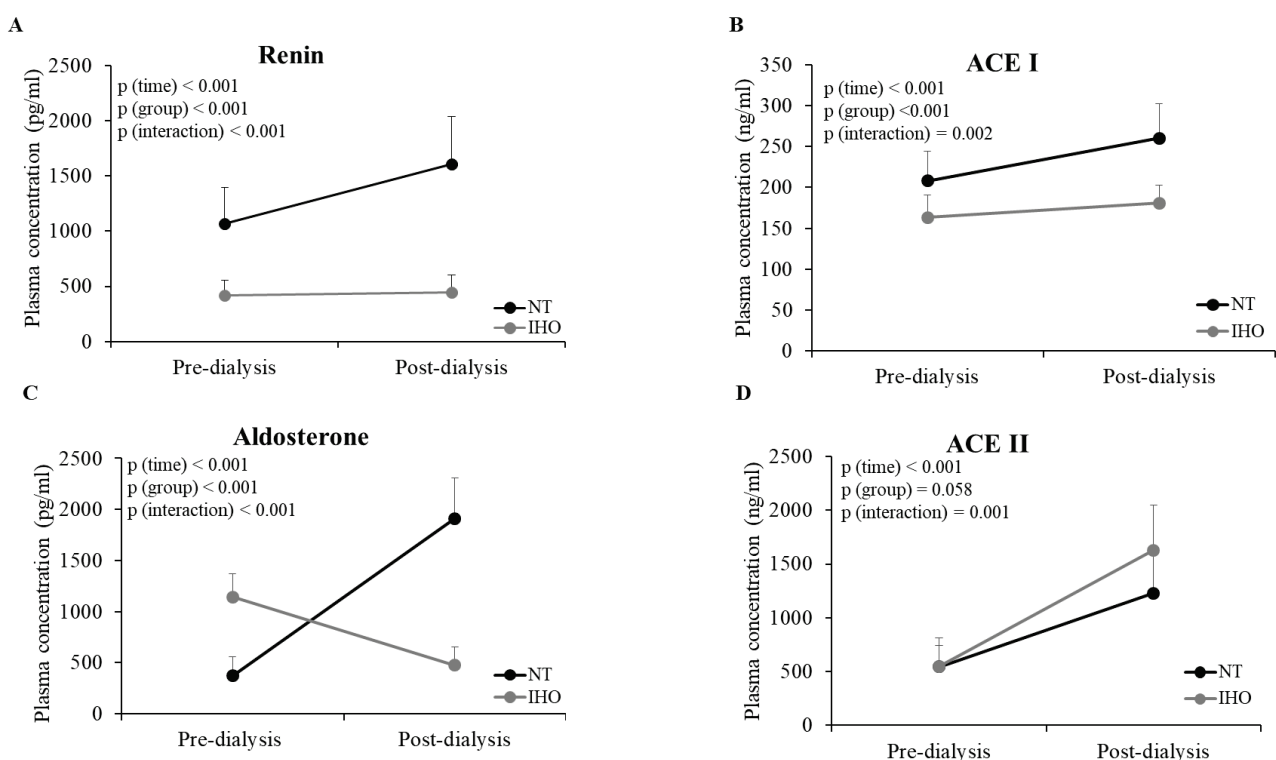 A
Renin
Plasma concentration (pg/ml)
2500
2000
1500
1000
500
0
p (time) < 0.001
p (group) < 0.001
p (interaction) < 0.001
NT
IHO
Pre-dialysis
Post-dialysis
B
ACE I
Plasma concentration (ng/ml)
350
300
250
200
150
100
50
0
p (time) < 0.001
p (group) <0.001
p (interaction) = 0.002
NT
IHO
Pre-dialysis
Post-dialysis
C
Aldosterone
Plasma concentration (pg/ml)
2500
2000
1500
1000
500
0
p (time) < 0.001
p (group) < 0.001
p (interaction) < 0.001
NT
IHO
Pre-dialysis
Post-dialysis
D
ACE II
Plasma concentration (ng/ml)
2500
2000
1500
1000
500
0
p (time) < 0.001
p (group) = 0.058
p (interaction) = 0.001
NT
IHO
Pre-dialysis
Post-dialysis